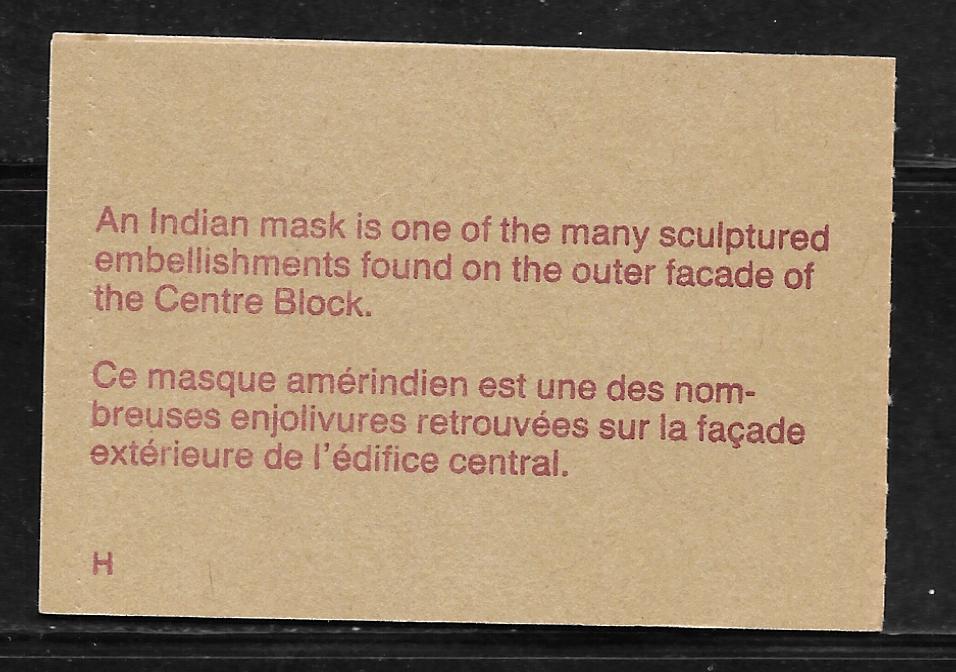 An Indian mask is one of the many sculptured
embellishments found on the outer facade of
the Centre Block.
Ce masque amérindien est une des nom-
breuses enjolivures retrouvées sur la façade
extérieure de l'édifice central.
H